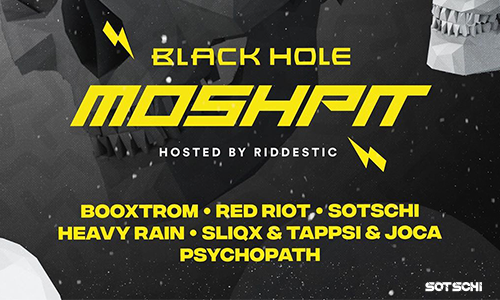 BLACK HOLE
MOSHPIT
HOSTED BY RIDDESTIC
BOOXTROM • RED RIOT • SOTSCHI
HEAVY RAIN • SLIQX & TAPPSI & JOCA
PSYCHOPATH
SOTSCHI